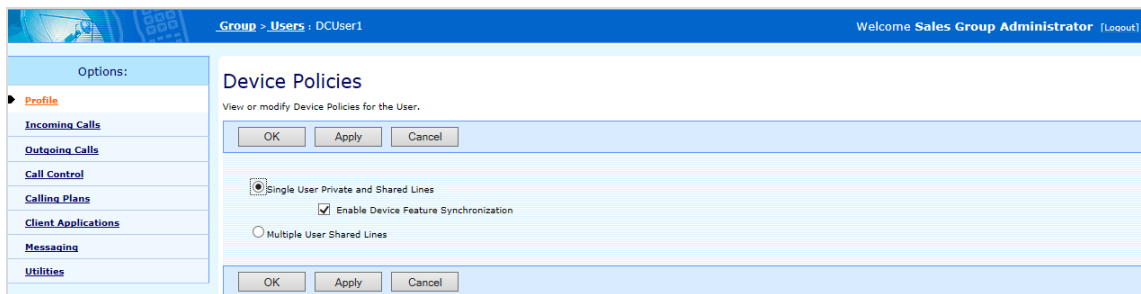 Group > Users : DCUser1
Welcome Sales Group Administrator [Logout]
Options:
Profile
Incoming Calls
Outgoing Calls
Call Control
Calling Plans
Client Applications
Messaging
Utilities
Device Policies
View or modify Device Policies for the User.
OK Apply Cancel
Single User Private and Shared Lines
Enable Device Feature Synchronization
Multiple User Shared Lines
OK Apply Cancel